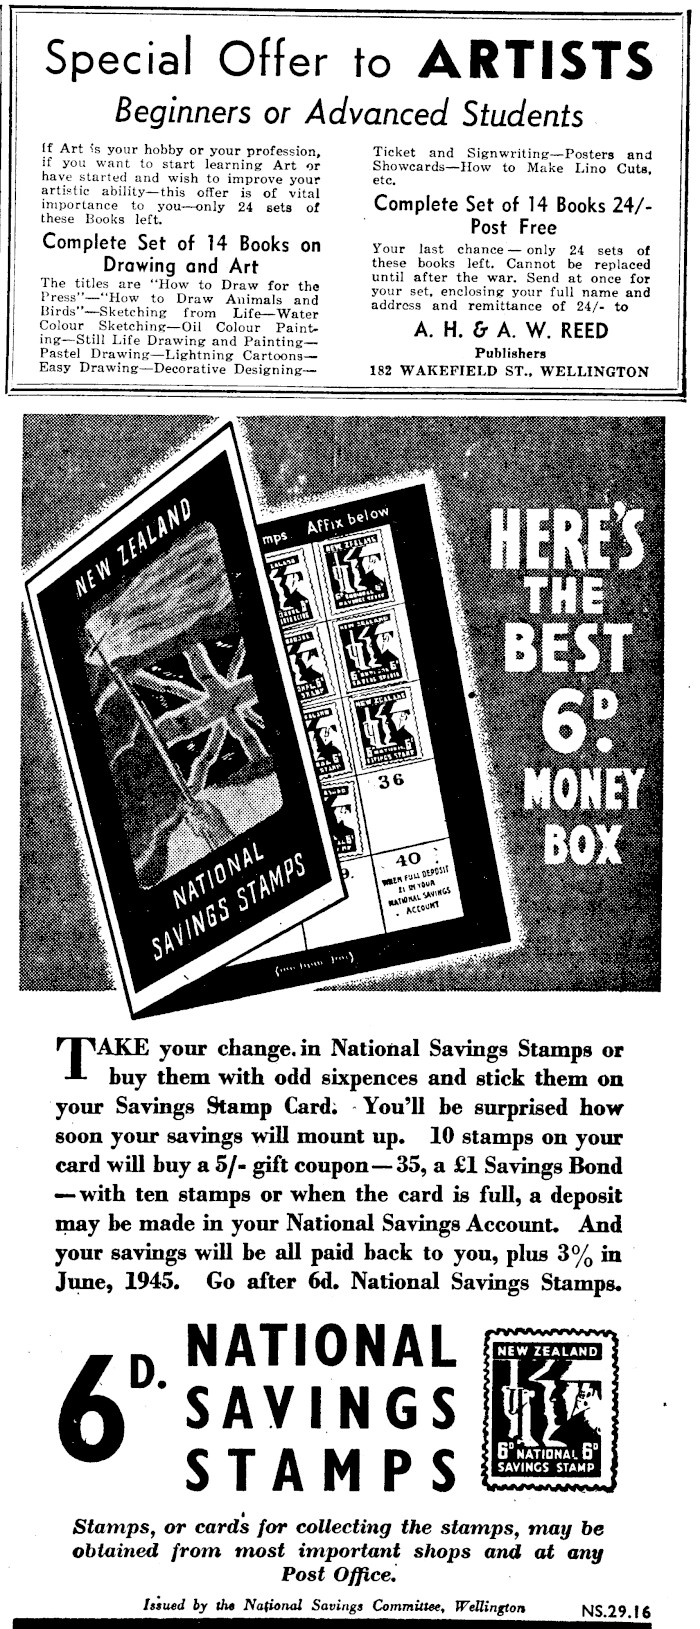 Special Offer to ARTISTS
Beginners or Advanced Students
If Art is your hobby or your profession,
if you want to start learning Art or
have started and wish to improve your
artistic ability—this offer is of vital
importance to you—only 24 sets of
these Books left.
Complete Set of 14 Books on
Drawing and Art
The titles are "How to Draw for the
Press"—"How to Draw Animals and
Birds"—Sketching from Life—Water
Colour Sketching—Oil Colour Paint-
ing—Still Life Drawing and Painting—
Pastel Drawing—Lightning Cartoons—
Easy Drawing—Decorative Designing—
Ticket and Signwriting—Posters and
Showcards—How to Make Lino Cuts,
etc.
Complete Set of 14 Books 24/-
Post Free
Your last chance—only 24 sets of
these books left. Cannot be replaced
until after the war. Send at once for
your set, enclosing your full name and
address and remittance of 24/- to
A. H. & A. W. REED
Publishers
182 WAKEFIELD ST., WELLINGTON
NEW ZEALAND
NATIONAL
SAVINGS STAMPS
mps. Affix below
36
40
WHEN FULL DEPOSIT
£1 IN YOUR
NATIONAL SAVINGS
ACCOUNT
HERE'S
THE
BEST
6D.
MONEY
BOX
TAKE your change in National Savings Stamps or
buy them with odd sixpences and stick them on
your Savings Stamp Card. You'll be surprised how
soon your savings will mount up. 10 stamps on your
card will buy a 5/- gift coupon—35, a £1 Savings Bond
—with ten stamps or when the card is full, a deposit
may be made in your National Savings Account. And
your savings will be all paid back to you, plus 3% in
June, 1945. Go after 6d. National Savings Stamps.
6D.
NATIONAL
SAVINGS
STAMPS
NEW ZEALAND
6D NATIONAL 6D
SAVINGS STAMP
Stamps, or cards for collecting the stamps, may be
obtained from most important shops and at any
Post Office.
Issued by the National Savings Committee, Wellington
NS.29.16